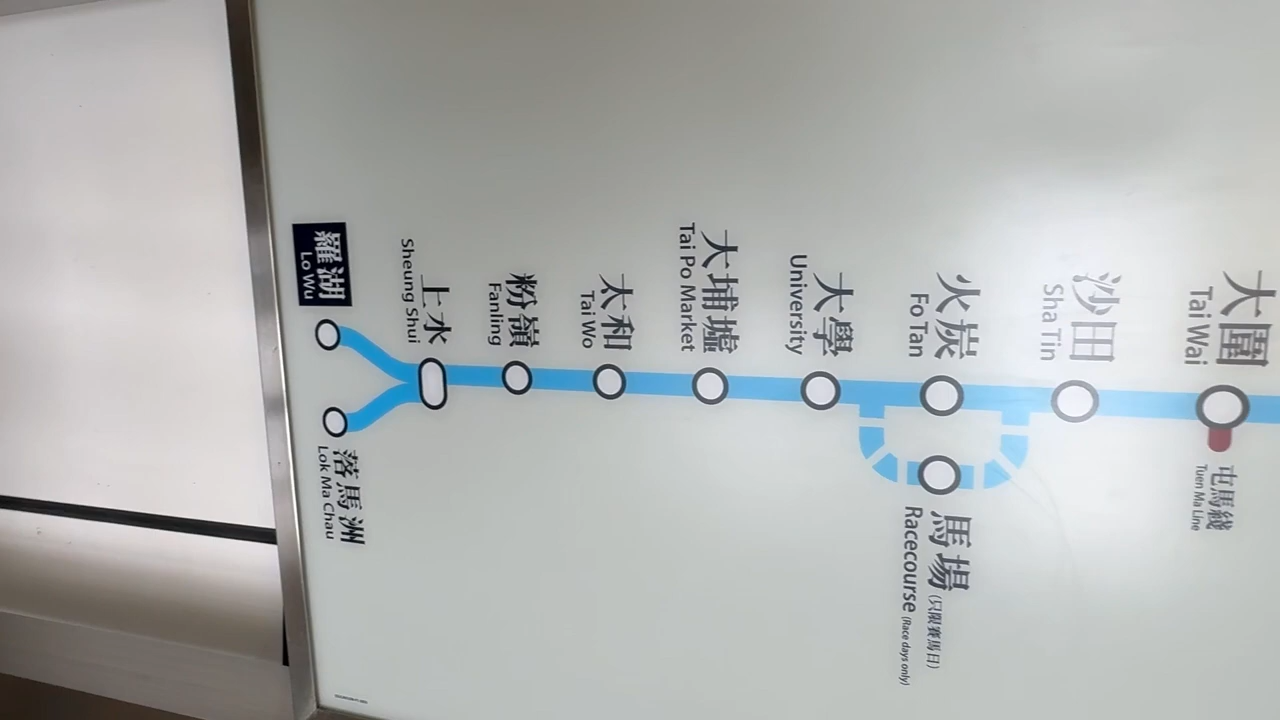 大圍
Tai Wai
屯馬綫
Tuen Ma Line
沙田
Sha Tin
火炭
Fo Tan
馬場 (只限賽馬日)
Racecourse (Race days only)
大學
University
大埔墟
Tai Po Market
太和
Tai Wo
粉嶺
Fanling
上水
Sheung Shui
羅湖
Lo Wu
落馬洲
Lok Ma Chau